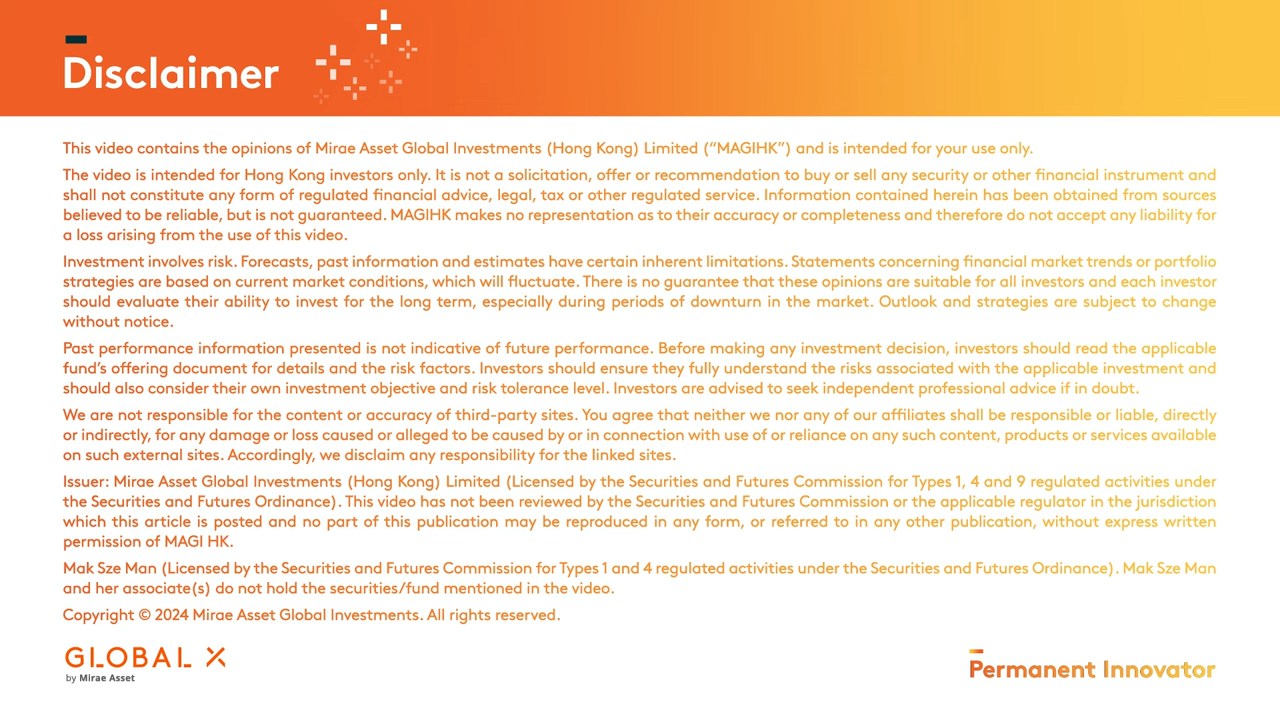 Disclaimer
This video contains the opinions of Mirae Asset Global Investments (Hong Kong) Limited (“MAGIHK”) and is intended for your use only.
The video is intended for Hong Kong investors only. It is not a solicitation, offer or recommendation to buy or sell any security or other financial instrument and
shall not constitute any form of regulated financial advice, legal, tax or other regulated service. Information contained herein has been obtained from sources
believed to be reliable, but is not guaranteed. MAGIHK makes no representation as to their accuracy or completeness and therefore do not accept any liability for
a loss arising from the use of this video.
Investment involves risk. Forecasts, past information and estimates have certain inherent limitations. Statements concerning financial market trends or portfolio
strategies are based on current market conditions, which will fluctuate. There is no guarantee that these opinions are suitable for all investors and each investor
should evaluate their ability to invest for the long term, especially during periods of downturn in the market. Outlook and strategies are subject to change
without notice.
Past performance information presented is not indicative of future performance. Before making any investment decision, investors should read the applicable
fund’s offering document for details and the risk factors. Investors should ensure they fully understand the risks associated with the applicable investment and
should also consider their own investment objective and risk tolerance level. Investors are advised to seek independent professional advice if in doubt.
We are not responsible for the content or accuracy of third-party sites. You agree that neither we nor any of our affiliates shall be responsible or liable, directly
or indirectly, for any damage or loss caused or alleged to be caused by or in connection with use of or reliance on any such content, products or services available
on such external sites. Accordingly, we disclaim any responsibility for the linked sites.
Issuer: Mirae Asset Global Investments (Hong Kong) Limited (Licensed by the Securities and Futures Commission for Types 1, 4 and 9 regulated activities under
the Securities and Futures Ordinance). This video has not been reviewed by the Securities and Futures Commission or the applicable regulator in the jurisdiction
which this article is posted and no part of this publication may be reproduced in any form, or referred to in any other publication, without express written
permission of MAGI HK.
Mak Sze Man (Licensed by the Securities and Futures Commission for Types 1 and 4 regulated activities under the Securities and Futures Ordinance). Mak Sze Man
and her associate(s) do not hold the securities/fund mentioned in the video.
Copyright © 2024 Mirae Asset Global Investments. All rights reserved.
GLOBAL X
by Mirae Asset
Permanent Innovator